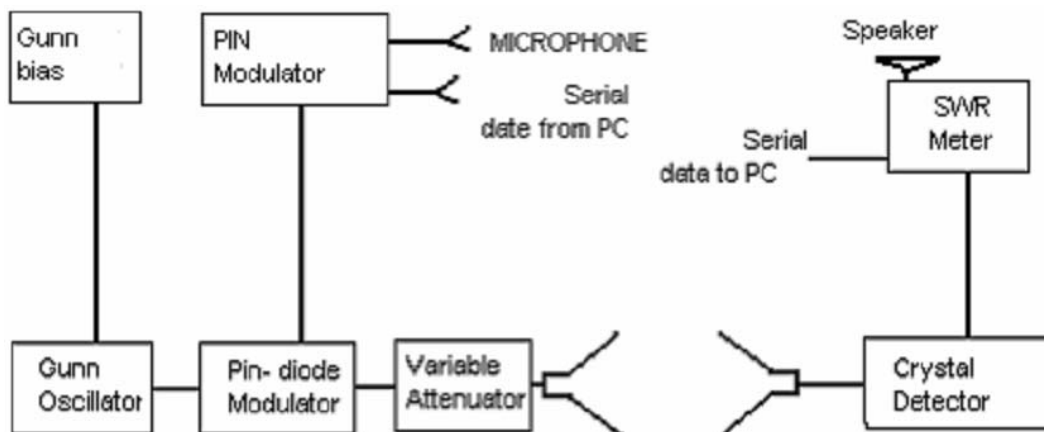 Gunn
bias
PIN
Modulator
MICROPHONE
Serial
date from PC
Speaker
SWR
Meter
Serial
data to PC
Gunn
Oscillator
Pin- diode
Modulator
Variable
Attenuator
Crystal
Detector